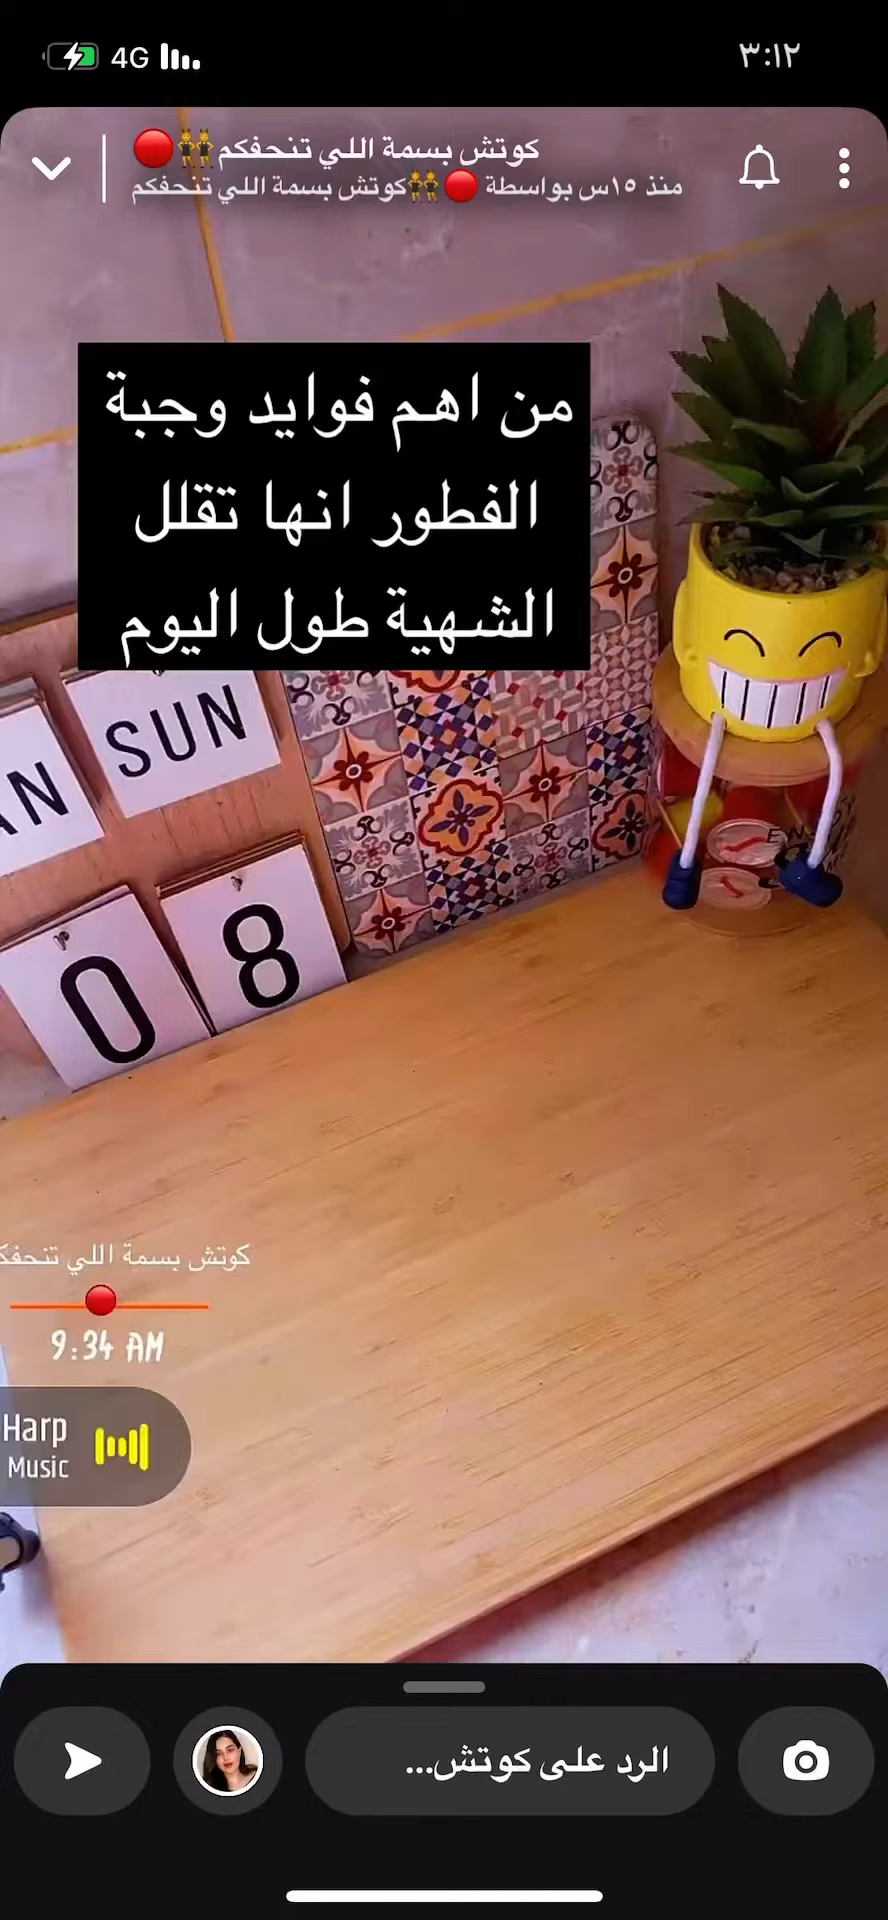 4G
٣:١٢
كوتش بسمة اللي تنحفكم👯🔴
منذ ١٥س بواسطة 🔴👯كوتش بسمة اللي تنحفكم
من اهم فوايد وجبة
الفطور انها تقلل
الشهية طول اليوم
AN SUN
08
كوتش بسمة اللي تنحفك
9:34 AM
Harp
Music
الرد على كوتش...